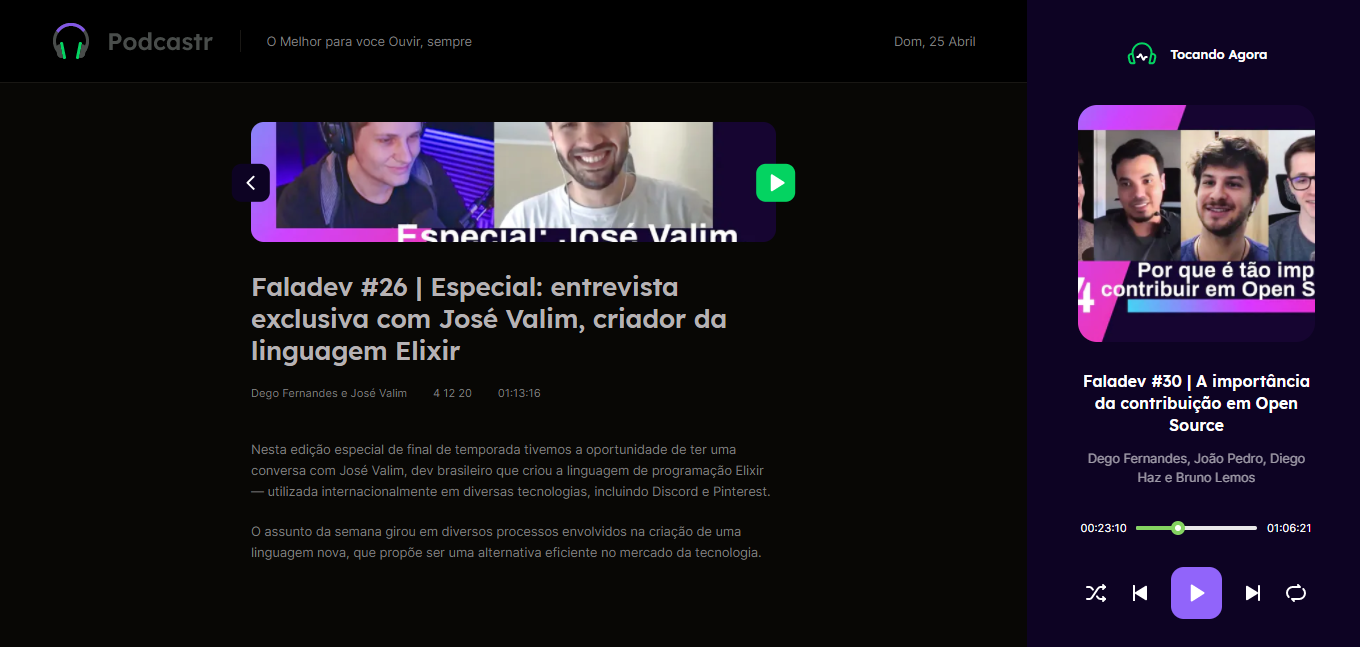 Podcastr
O Melhor para voce Ouvir, sempre
Dom, 25 Abril
Especial: José Valim
Faladev #26 | Especial: entrevista
exclusiva com José Valim, criador da
linguagem Elixir
Dego Fernandes e José Valim
4 12 20
01:13:16
Nesta edição especial de final de temporada tivemos a oportunidade de ter uma
conversa com José Valim, dev brasileiro que criou a linguagem de programação Elixir
— utilizada internacionalmente em diversas tecnologias, incluindo Discord e Pinterest.
O assunto da semana girou em diversos processos envolvidos na criação de uma
linguagem nova, que propõe ser uma alternativa eficiente no mercado da tecnologia.
Tocando Agora
Por que é tão imp
4 contribuir em Open S
Faladev #30 | A importância
da contribuição em Open
Source
Dego Fernandes, João Pedro, Diego
Haz e Bruno Lemos
00:23:10
01:06:21